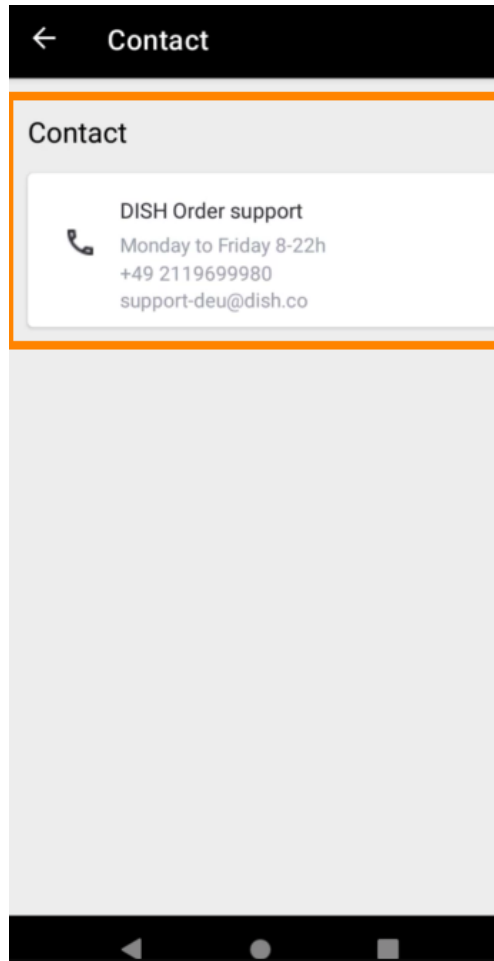 Contact
Contact
DISH Order support
Monday to Friday 8-22h
+49 2119699980
support-deu@dish.co